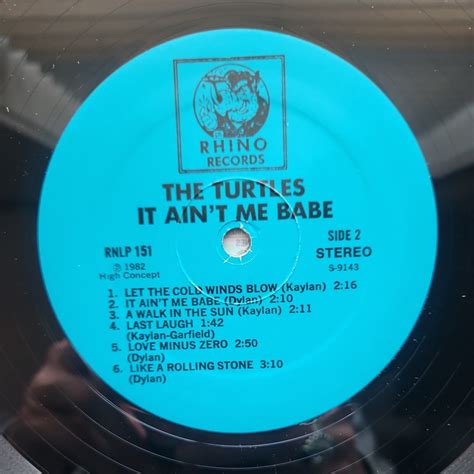 RHINO
RECORDS
THE TURTLES
IT AIN'T ME BABE
RNLP 151
SIDE 2
℗ 1982
High Concept
STEREO
S-9143
1. LET THE COLD WINDS BLOW (Kaylan) 2:16
2. IT AIN'T ME BABE (Dylan) 2:10
3. A WALK IN THE SUN (Kaylan) 2:11
4. LAST LAUGH 1:42
(Kaylan-Garfield)
5. LOVE MINUS ZERO 2:50
(Dylan)
6. LIKE A ROLLING STONE 3:10
(Dylan)